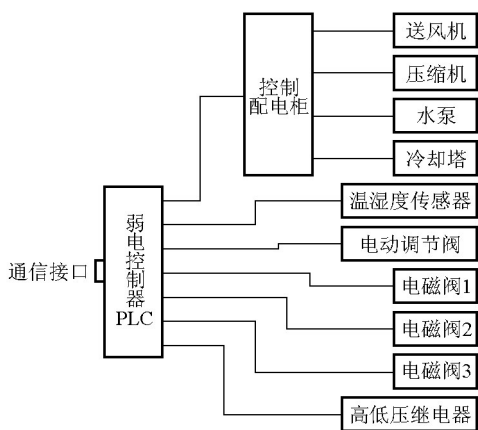 送风机
压缩机
水泵
冷却塔
控制
配电柜
温湿度传感器
电动调节阀
电磁阀1
电磁阀2
电磁阀3
高低压继电器
弱电控制器
PLC
通信接口